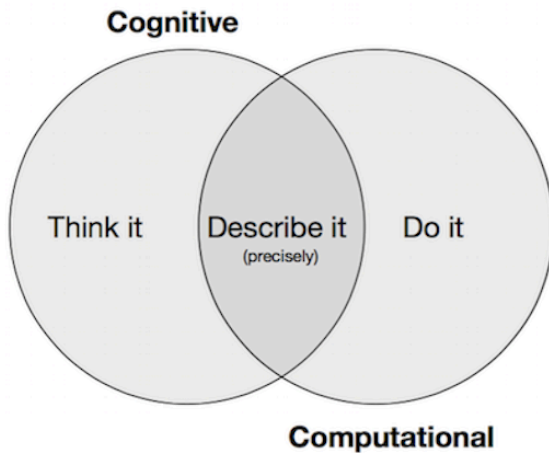 Cognitive
Think it
Describe it
(precisely)
Do it
Computational